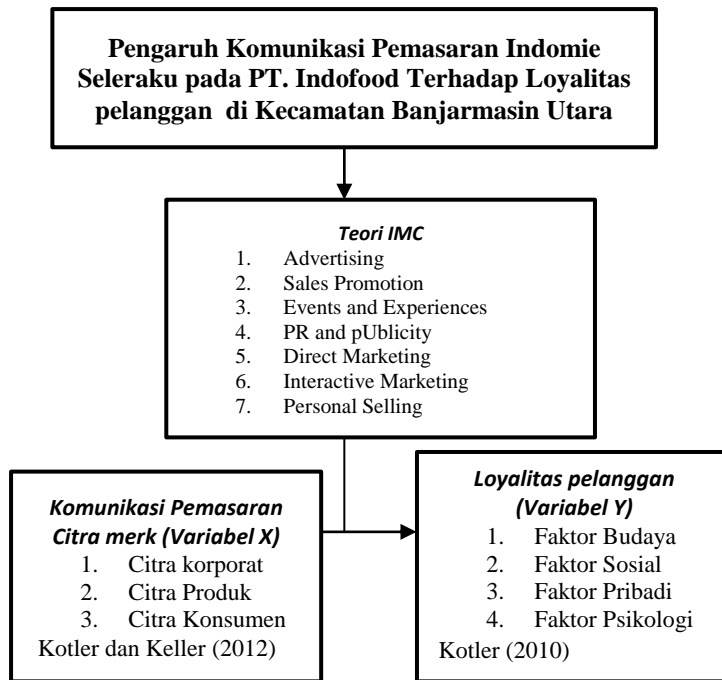 Pengaruh Komunikasi Pemasaran Indomie
Seleraku pada PT. Indofood Terhadap Loyalitas
pelanggan di Kecamatan Banjarmasin Utara
Teori IMC
1. Advertising
2. Sales Promotion
3. Events and Experiences
4. PR and pUblicity
5. Direct Marketing
6. Interactive Marketing
7. Personal Selling
Komunikasi Pemasaran
Citra merk (Variabel X)
1. Citra korporat
2. Citra Produk
3. Citra Konsumen
Kotler dan Keller (2012)
Loyalitas pelanggan
(Variabel Y)
1. Faktor Budaya
2. Faktor Sosial
3. Faktor Pribadi
4. Faktor Psikologi
Kotler (2010)